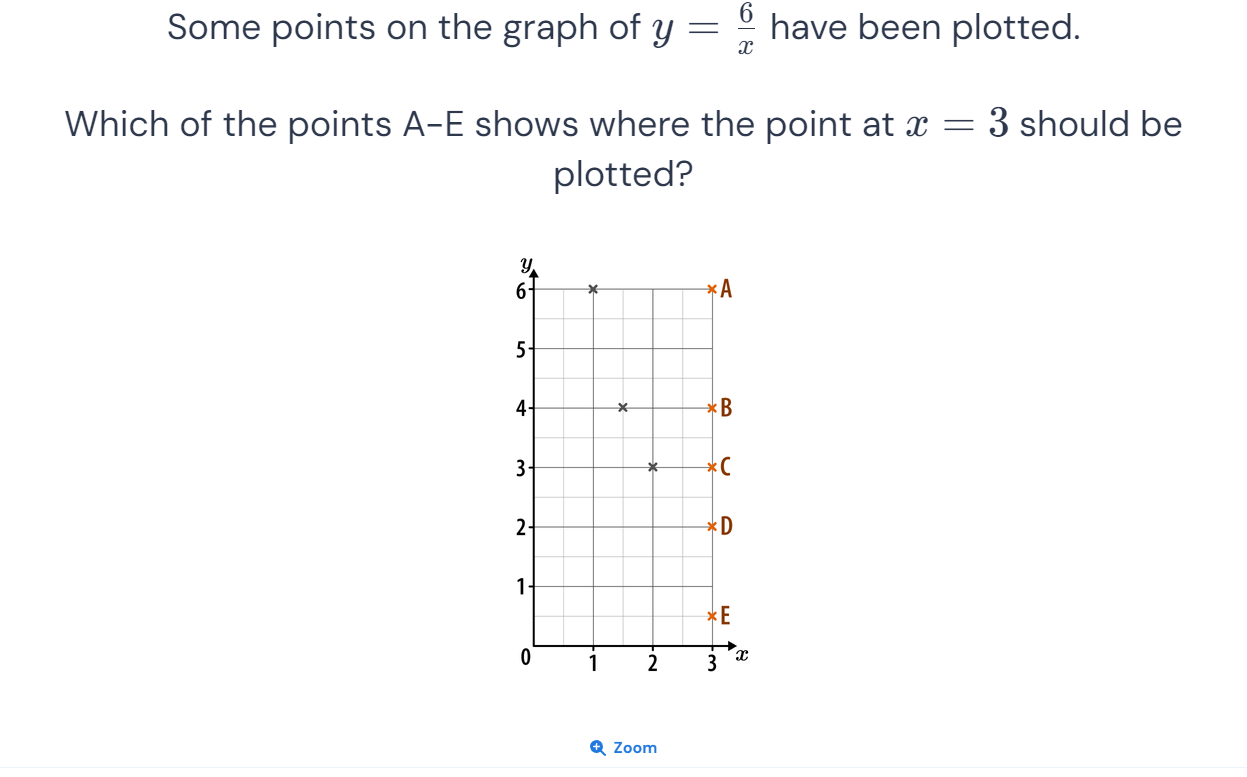 Some points on the graph of y = 6/x have been plotted.
Which of the points A-E shows where the point at x = 3 should be
plotted?
y
6
A
5
4
B
3
C
2
D
1
E
0
1
2
3
x
Zoom